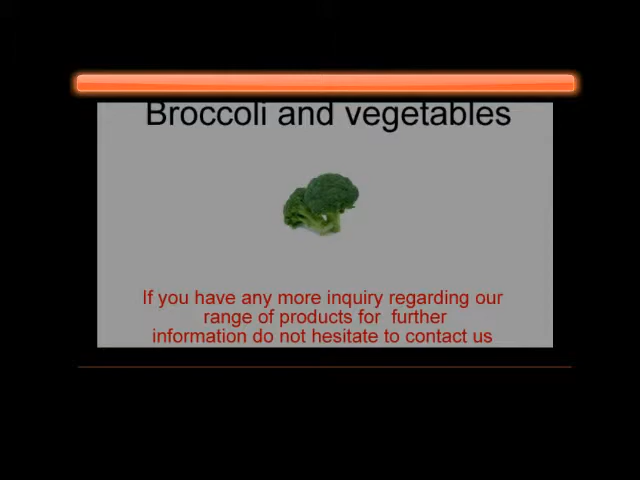 Broccoli and vegetables
If you have any more inquiry regarding our
range of products for further
information do not hesitate to contact us